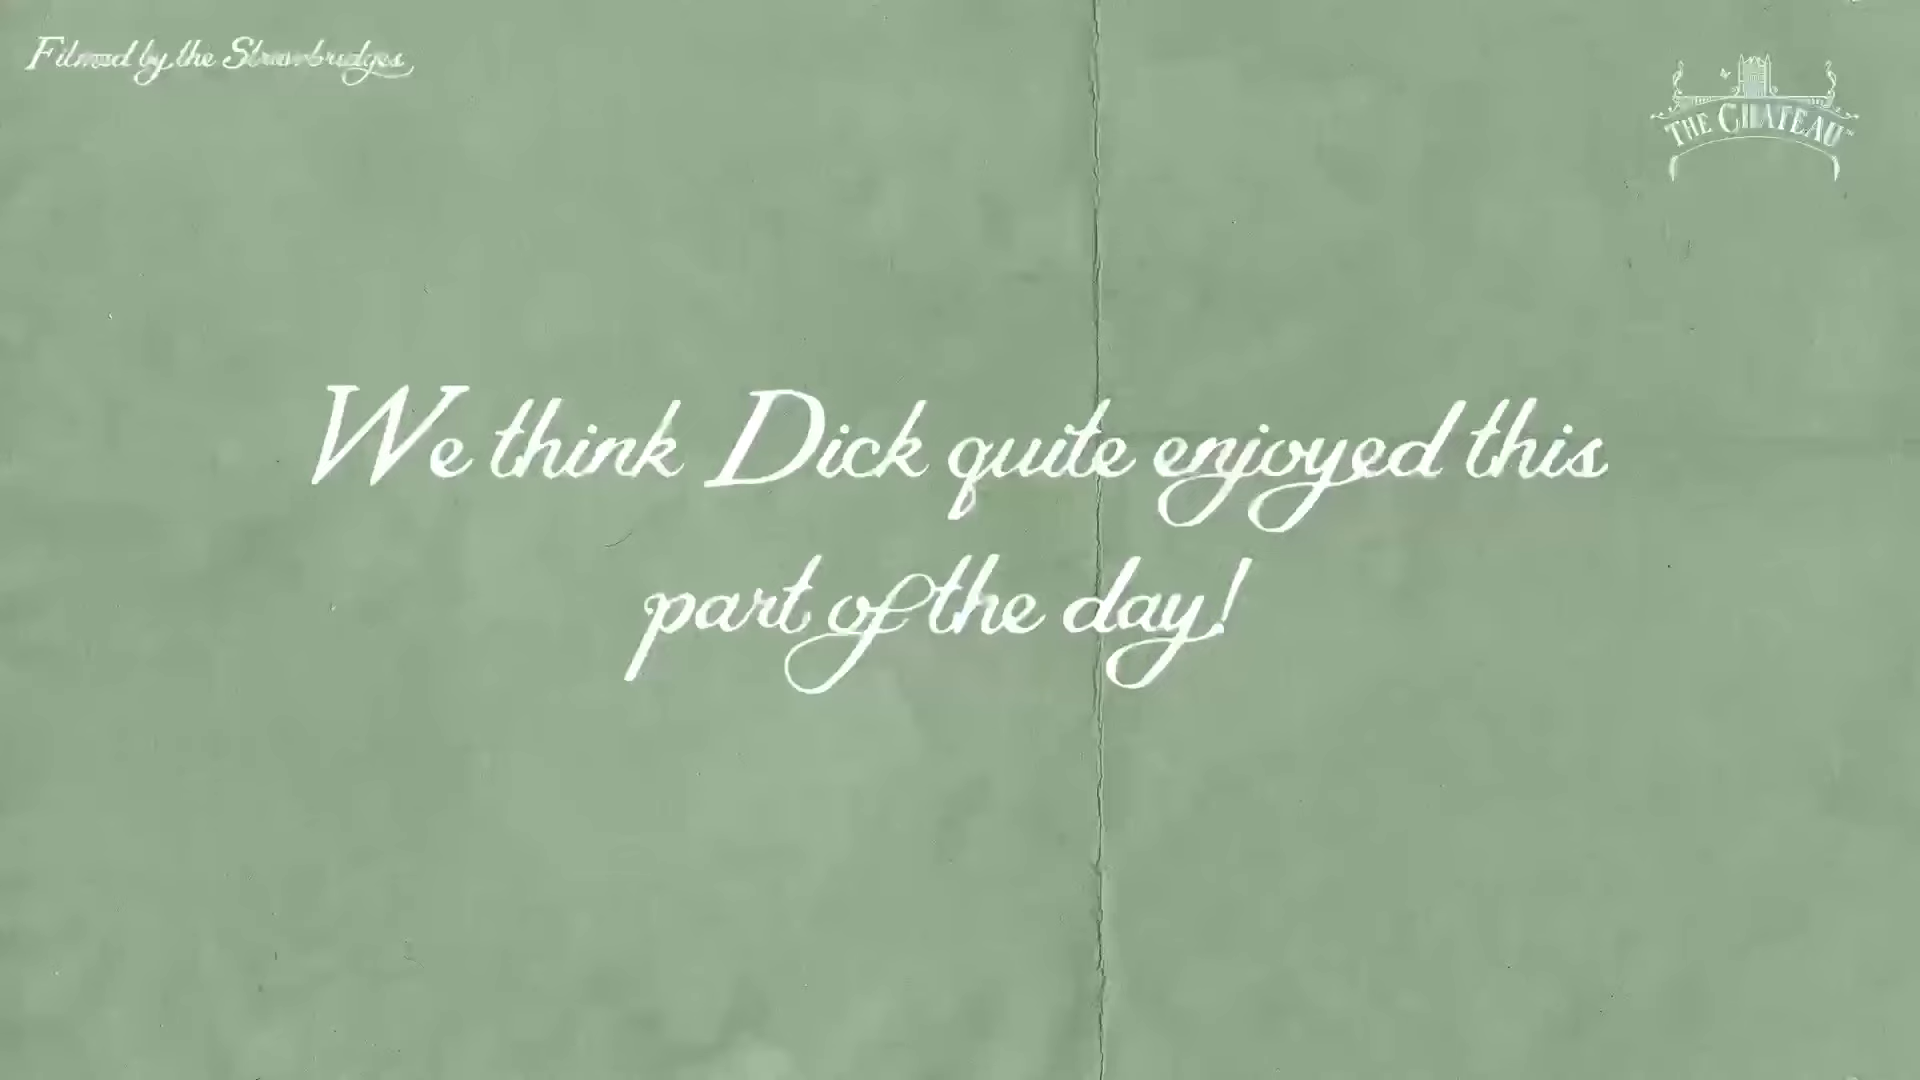 Filmed by the Strawbridges
THE CHATEAU
We think Dick quite enjoyed this
part of the day!